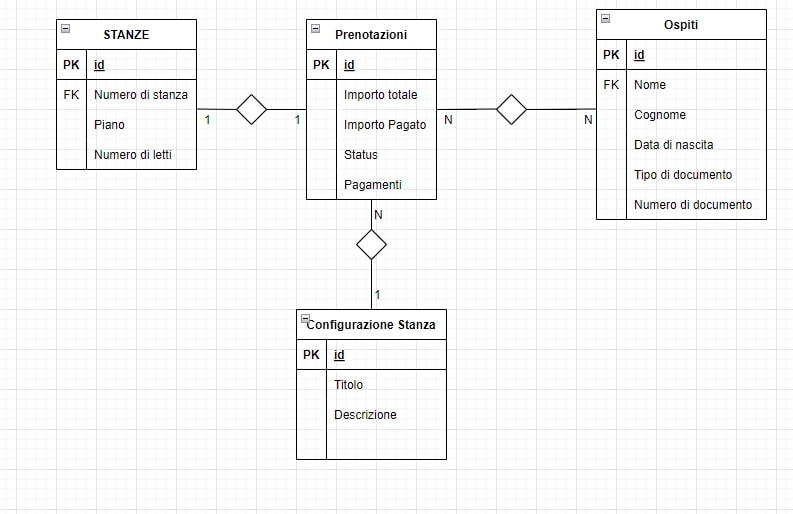 STANZE
PK id
FK Numero di stanza
Piano
Numero di letti
1
1
Prenotazioni
PK id
Importo totale
Importo Pagato
Status
Pagamenti
N
N
Ospiti
PK id
FK Nome
Cognome
Data di nascita
Tipo di documento
Numero di documento
N
1
Configurazione Stanza
PK id
Titolo
Descrizione